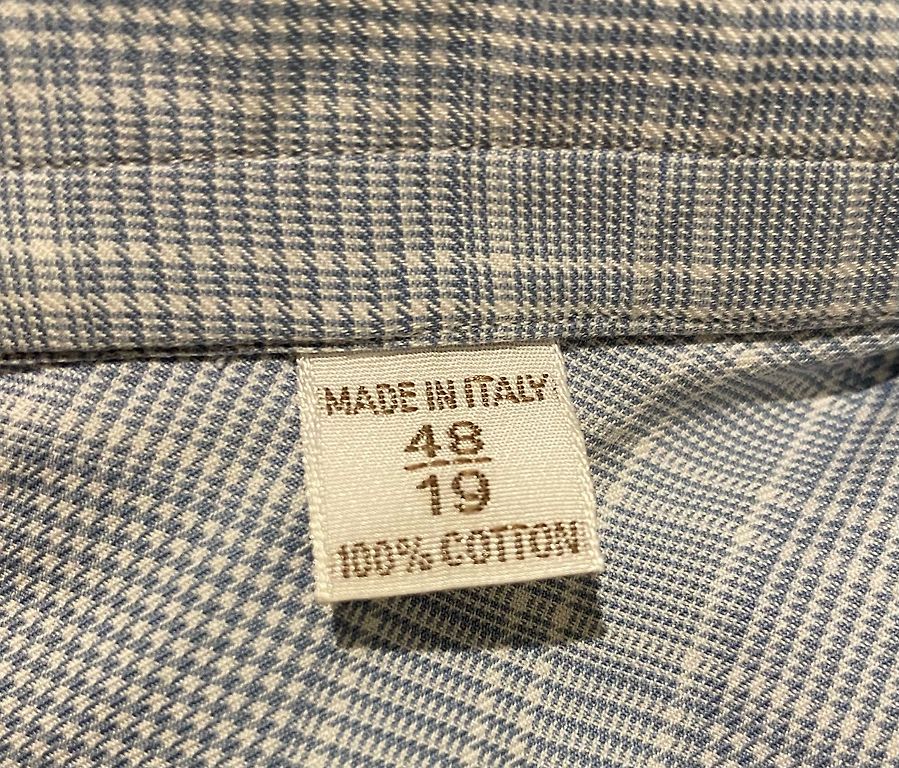 MADE IN ITALY
48
19
100% COTTON